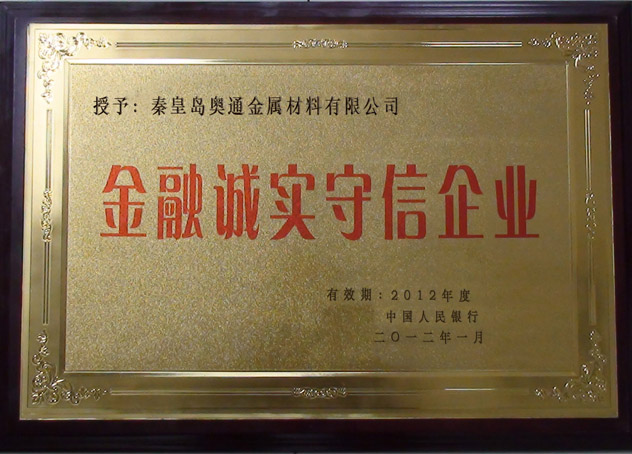 授予：秦皇岛奥通金属材料有限公司
金融诚实守信企业
有效期：2012年度
中国人民银行
二〇一二年一月